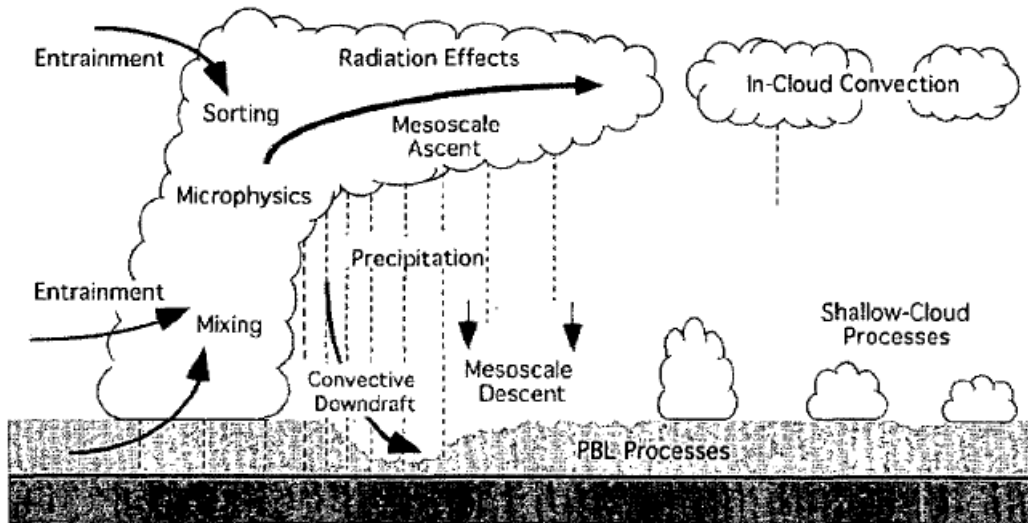 Entrainment
Radiation Effects
In-Cloud Convection
Sorting
Mesoscale
Ascent
Microphysics
Precipitation
Entrainment
Mixing
Shallow-Cloud
Processes
Convective
Downdraft
Mesoscale
Descent
PBL Processes